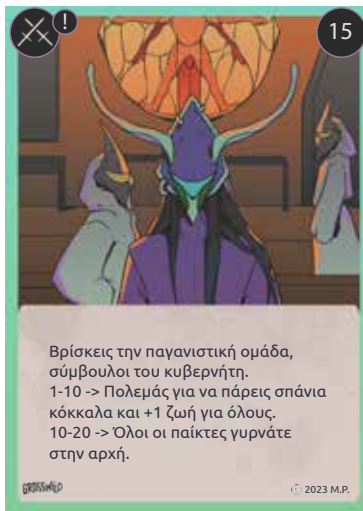 !
15
Βρίσκεις την παγανιστική ομάδα,
σύμβουλοι του κυβερνήτη.
1-10 -> Πολεμάς για να πάρεις σπάνια
κόκκαλα και +1 ζωή για όλους.
10-20 -> Όλοι οι παίκτες γυρνάτε
στην αρχή.
© 2023 M.P.